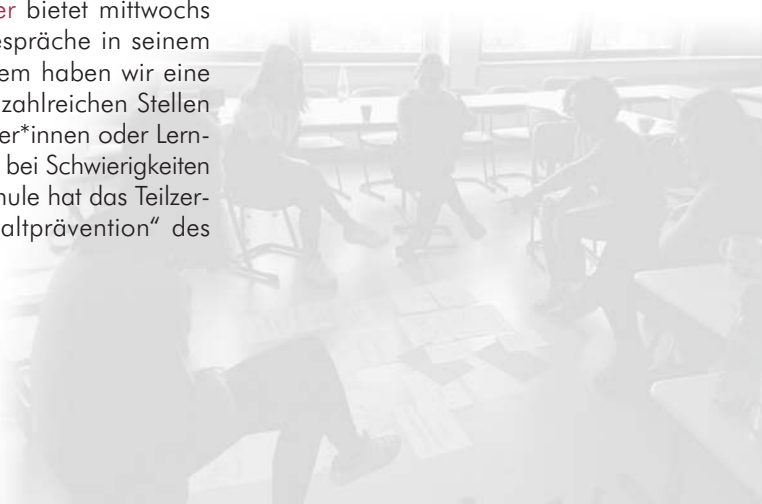 er bietet mittwochs
espräche in seinem
em haben wir eine
zahlreichen Stellen
er*innen oder Lern-
bei Schwierigkeiten
hule hat das Teilzer-
altprävention“ des